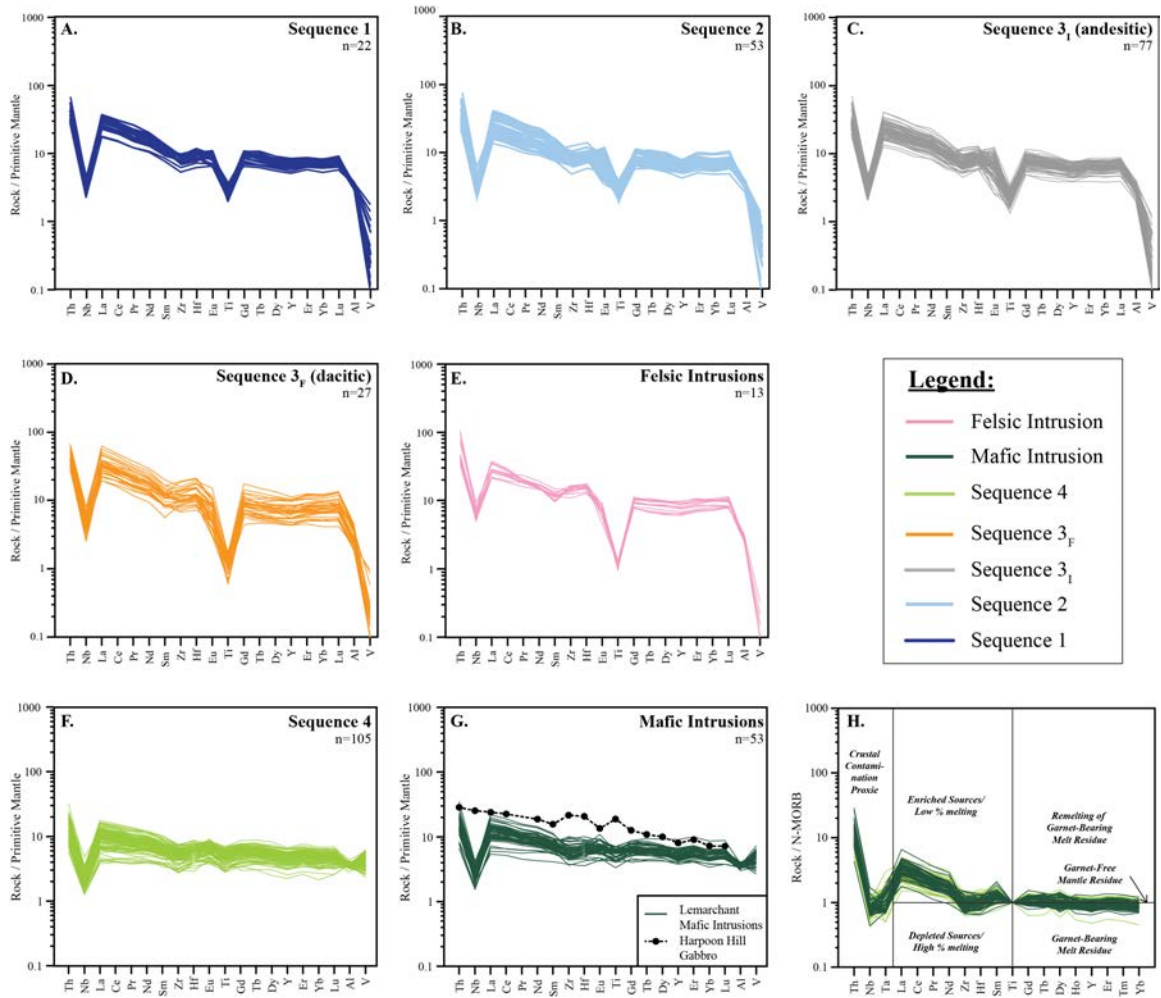 A.
Sequence 1
n=22
Rock / Primitive Mantle
1000
100
10
1
0.1
Th Nb La Ce Pr Nd Sm Zr Hf Eu Ti Gd Tb Dy Y Er Yb Lu Al V
B.
Sequence 2
n=53
Rock / Primitive Mantle
1000
100
10
1
0.1
Th Nb La Ce Pr Nd Sm Zr Hf Eu Ti Gd Tb Dy Y Er Yb Lu Al V
C.
Sequence 3I (andesitic)
n=77
Rock / Primitive Mantle
1000
100
10
1
0.1
Th Nb La Ce Pr Nd Sm Zr Hf Eu Ti Gd Tb Dy Y Er Yb Lu Al V
D.
Sequence 3F (dacitic)
n=27
Rock / Primitive Mantle
1000
100
10
1
0.1
Th Nb La Ce Pr Nd Sm Zr Hf Eu Ti Gd Tb Dy Y Er Yb Lu Al V
E.
Felsic Intrusions
n=13
Rock / Primitive Mantle
1000
100
10
1
0.1
Th Nb La Ce Pr Nd Sm Zr Hf Eu Ti Gd Tb Dy Y Er Yb Lu Al V
Legend:
Felsic Intrusion
Mafic Intrusion
Sequence 4
Sequence 3F
Sequence 3I
Sequence 2
Sequence 1
F.
Sequence 4
n=105
Rock / Primitive Mantle
1000
100
10
1
0.1
Th Nb La Ce Pr Nd Sm Zr Hf Eu Ti Gd Tb Dy Y Er Yb Lu Al V
G.
Mafic Intrusions
n=53
Rock / Primitive Mantle
1000
100
10
1
0.1
Lemarchant
Mafic Intrusions
Harpoon Hill
Gabbro
Th Nb La Ce Pr Nd Sm Zr Hf Eu Ti Gd Tb Dy Y Er Yb Lu Al V
H.
Rock / N-MORB
1000
100
10
1
0.1
Crustal
Contami-
nation
Proxie
Enriched Sources/
Low % melting
Remelting of
Garnet-Bearing
Melt Residue
Garnet-Free
Mantle Residue
Depleted Sources/
High % melting
Garnet-Bearing
Melt Residue
Th Nb Ta La Ce Pr Nd Zr Hf Sm Ti Gd Tb Dy Ho Y Er Tm Yb